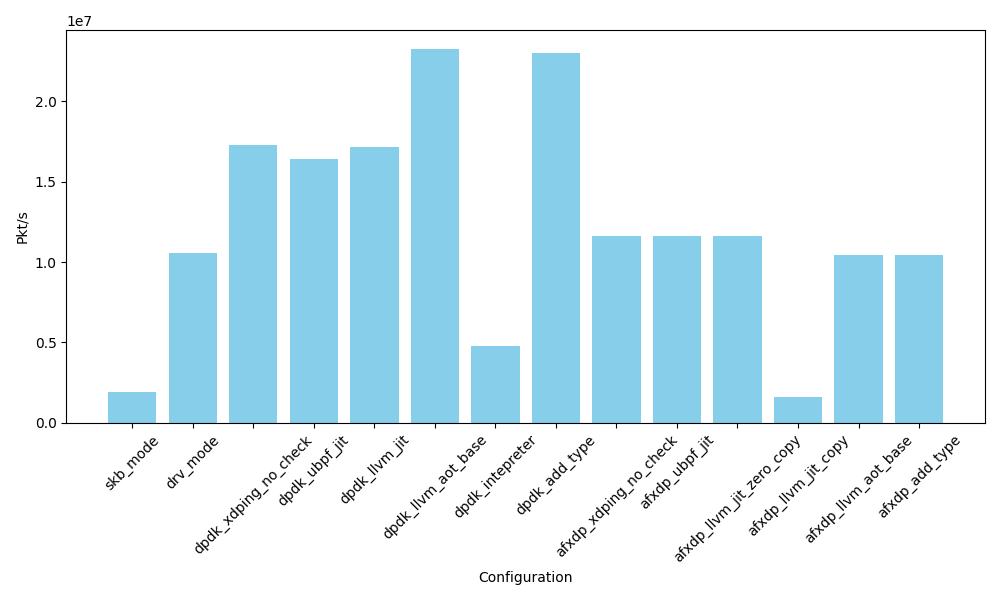 1e7
2.0
1.5
1.0
0.5
0.0
Pkt/s
skb_mode
drv_mode
dpdk_xdping_no_check
dpdk_ubpf_jit
dpdk_llvm_jit
dpdk_llvm_aot_base
dpdk_intepreter
dpdk_add_type
afxdp_xdping_no_check
afxdp_ubpf_jit
afxdp_llvm_jit_zero_copy
afxdp_llvm_jit_copy
afxdp_llvm_aot_base
afxdp_add_type
Configuration